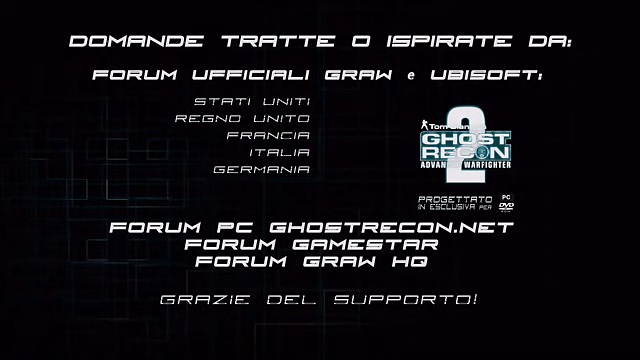 DOMANDE TRATTE O ISPIRATE DA:
FORUM UFFICIALI GRAW e UBISOFT:
STATI UNITI
REGNO UNITO
FRANCIA
ITALIA
GERMANIA
2
Tom Clancy's
GHOST
RECON
ADVANCED WARFIGHTER
PROGETTATO
IN ESCLUSIVA PER
PC
DVD
FORUM PC GHOSTRECON.NET
FORUM GAMESTAR
FORUM GRAW HQ
GRAZIE DEL SUPPORTO!